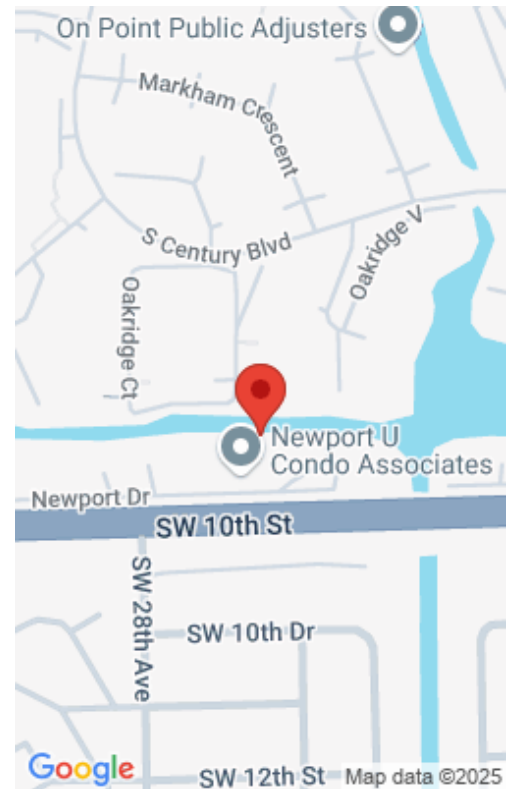 On Point Public Adjusters
Markham Crescent
S Century Blvd
Oakridge V
Oakridge Ct
Newport U
Condo Associates
Newport Dr
SW 10th St
SW 28th Ave
SW 10th Dr
SW 12th St
Google
Map data ©2025